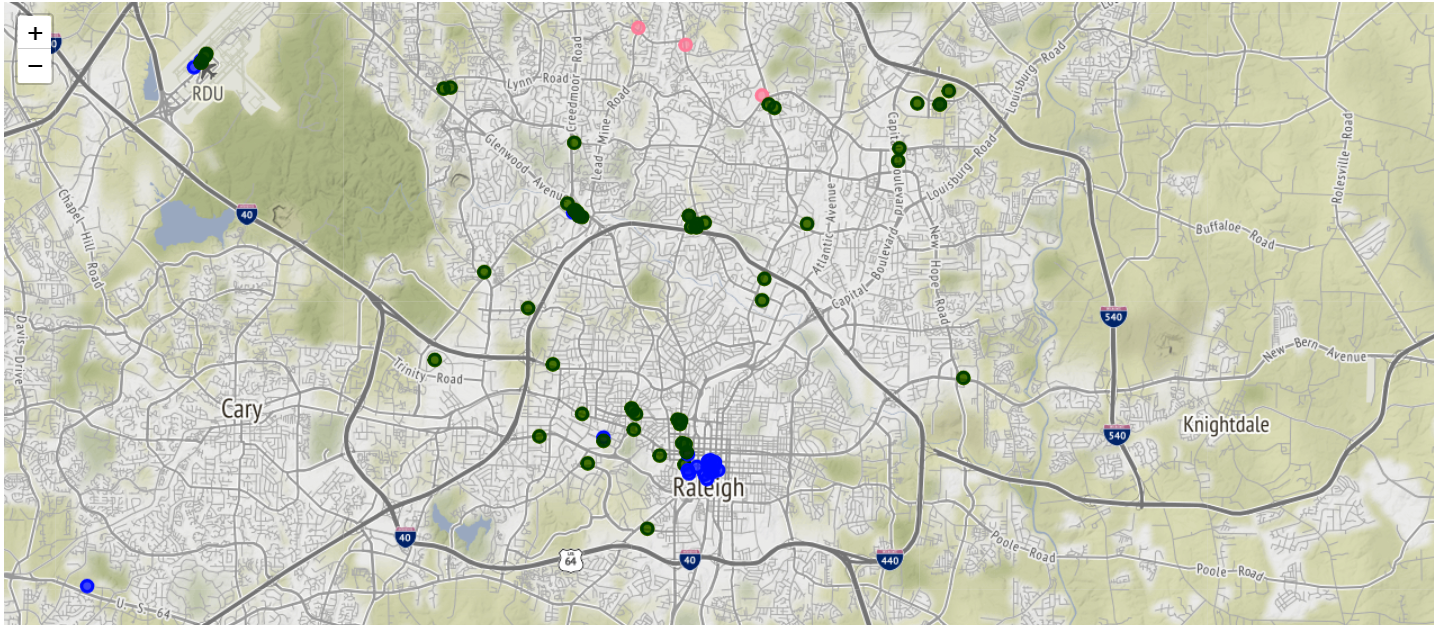 +
−
RDU
Lynn—Road
Creedmoor—Road
Lead—Mine—Road
Glenwood—Avenue
Capital—Boulevard
Louisburg—Road
Louisburg—Road
Rolesville—Road
Chapel—Hill—Road
40
Atlantic—Avenue
Buffaloe—Road
New—Hope—Road
Capital—Boulevard
540
Davis—Drive
New—Bern—Avenue
Trinity—Road
Cary
Knightdale
540
Raleigh
40
US
64
40
440
Poole—Road
Poole—Road
U—S—64